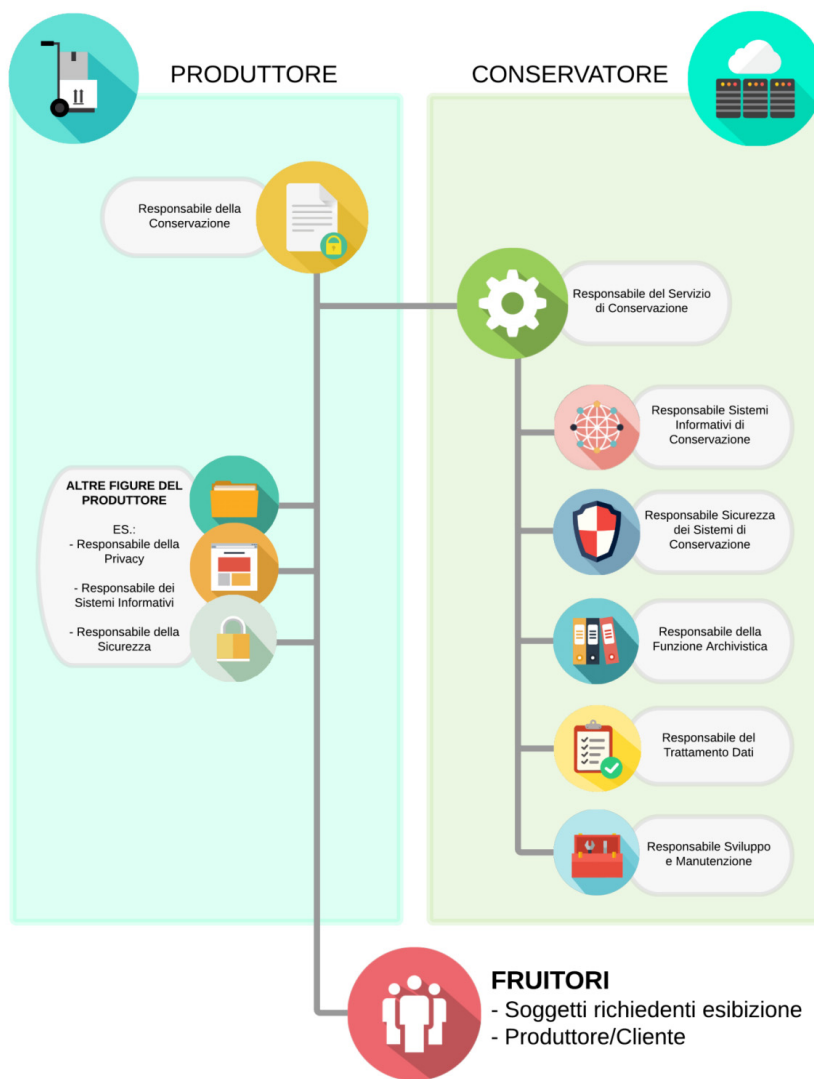 PRODUTTORE
CONSERVATORE
Responsabile della
Conservazione
Responsabile del Servizio
di Conservazione
Responsabile Sistemi
Informativi di
Conservazione
ALTRE FIGURE DEL
PRODUTTORE
ES.:
- Responsabile della
Privacy
- Responsabile dei
Sistemi Informativi
- Responsabile della
Sicurezza
Responsabile Sicurezza
dei Sistemi di
Conservazione
Responsabile della
Funzione Archivistica
Responsabile del
Trattamento Dati
Responsabile Sviluppo
e Manutenzione
FRUITORI
- Soggetti richiedenti esibizione
- Produttore/Cliente